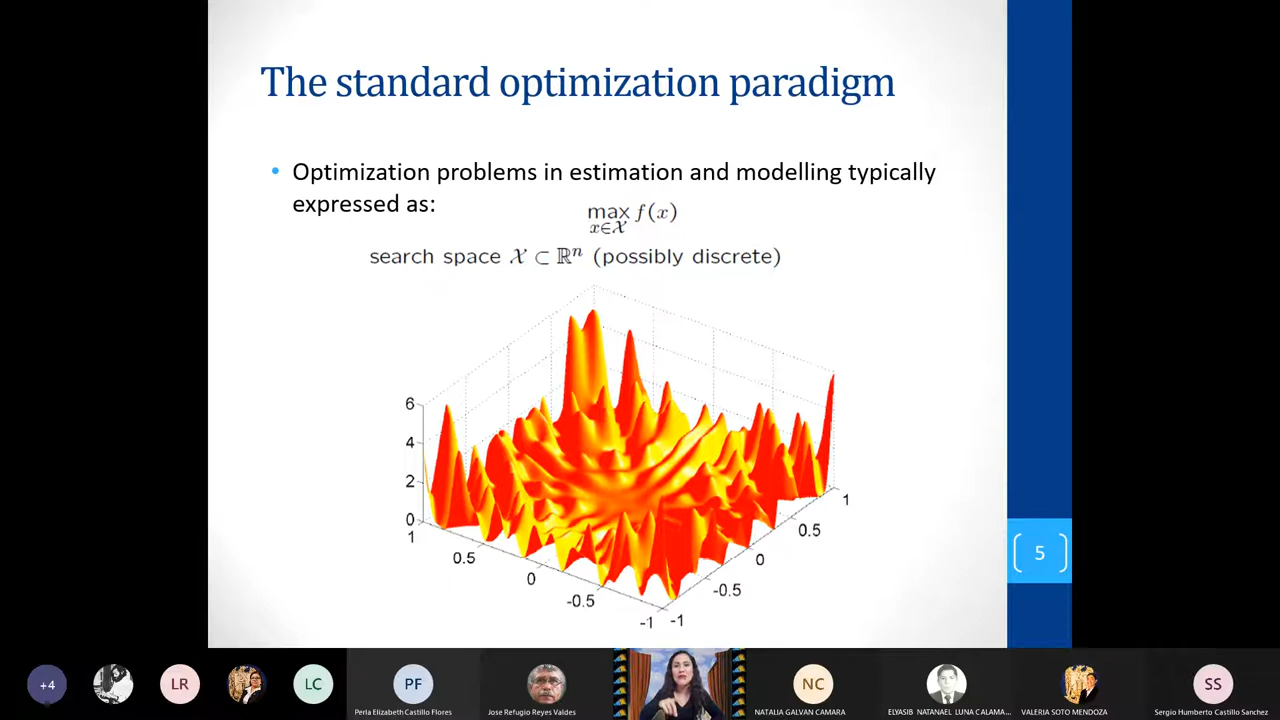 The standard optimization paradigm
• Optimization problems in estimation and modelling typically
expressed as:
max f(x)
x∈𝒳
search space 𝒳 ⊂ ℝⁿ (possibly discrete)
6
4
2
0
1
0.5
0
-0.5
-1
-1
-0.5
0
0.5
1
5
+4
LR
LC
PF
Perla Elizabeth Castillo Flores
Jose Refugio Reyes Valdes
NC
NATALIA GALVAN CAMARA
ELYASIB NATANAEL LUNA CALAMA...
VALERIA SOTO MENDOZA
SS
Sergio Humberto Castillo Sanchez